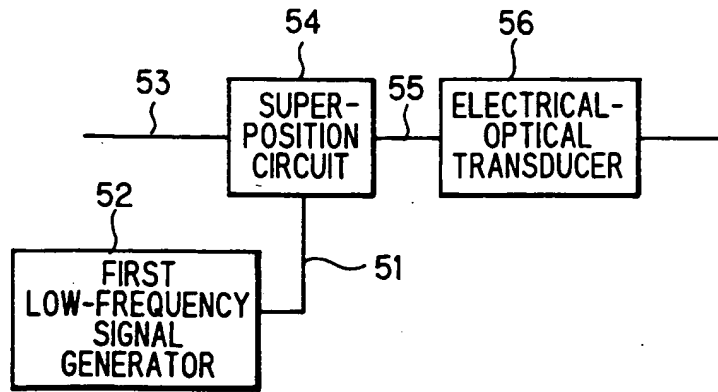 54
56
53
SUPER-
POSITION
CIRCUIT
55
ELECTRICAL-
OPTICAL
TRANSDUCER
52
51
FIRST
LOW-FREQUENCY
SIGNAL
GENERATOR